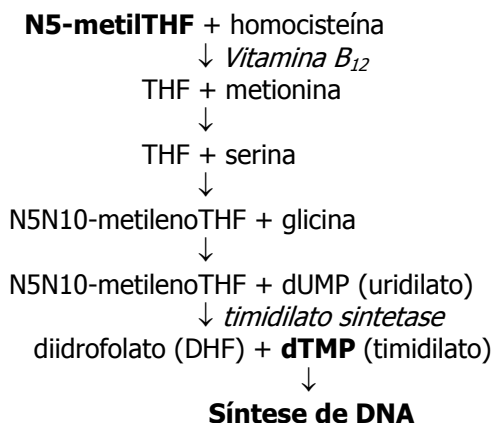 N5-metilTHF + homocisteína
↓ Vitamina B12
THF + metionina
↓
THF + serina
↓
N5N10-metilenoTHF + glicina
↓
N5N10-metilenoTHF + dUMP (uridilato)
↓ timidilato sintetase
diidrofolato (DHF) + dTMP (timidilato)
↓
Síntese de DNA